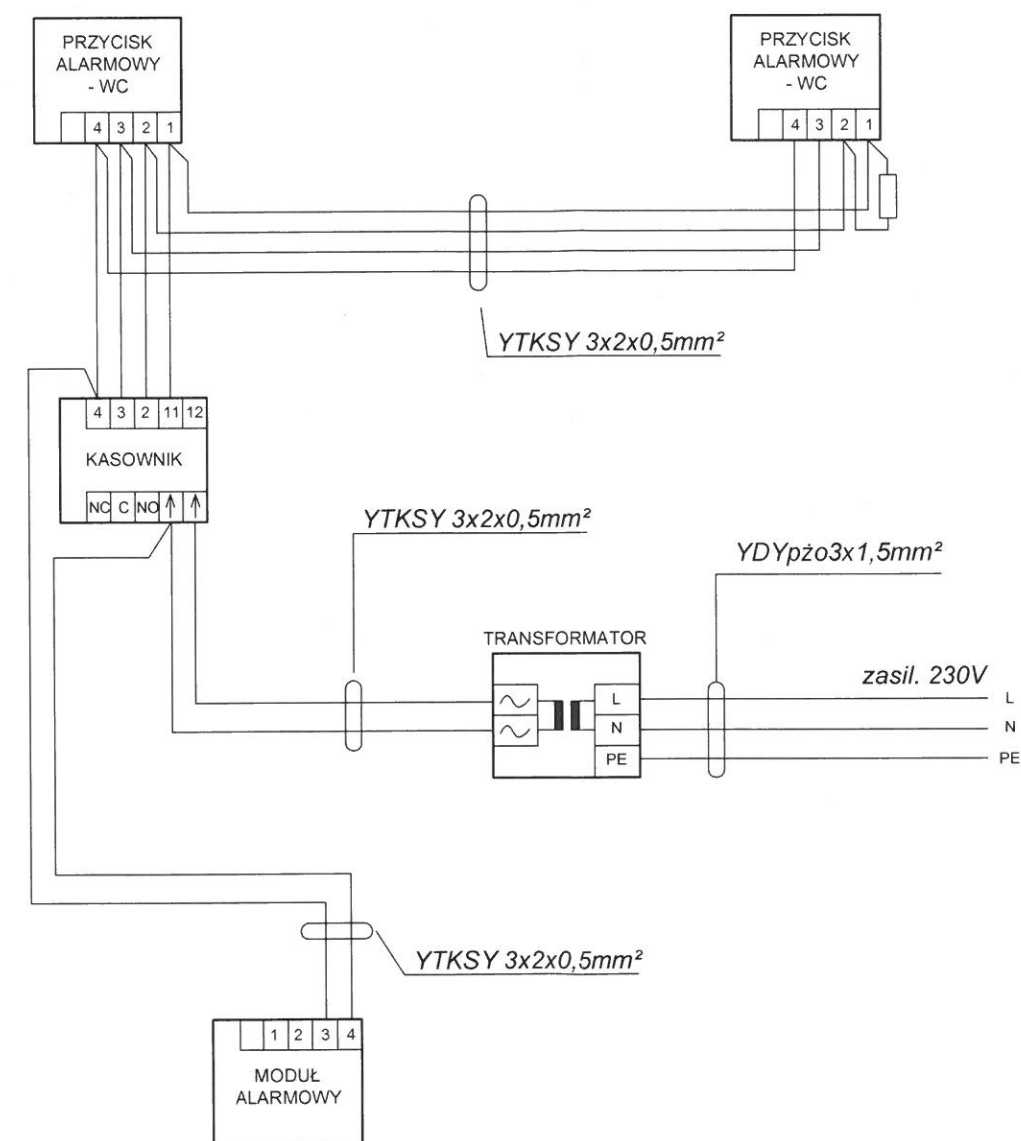 PRZYCISK
ALARMOWY
- WC
4 3 2 1
PRZYCISK
ALARMOWY
- WC
4 3 2 1
YTKSY 3x2x0,5mm²
4 3 2 11 12
KASOWNIK
NC C NO ↑ ↑
YTKSY 3x2x0,5mm²
YDYpżo3x1,5mm²
TRANSFORMATOR
zasil. 230V
L L
N N
PE PE
YTKSY 3x2x0,5mm²
1 2 3 4
MODUŁ
ALARMOWY